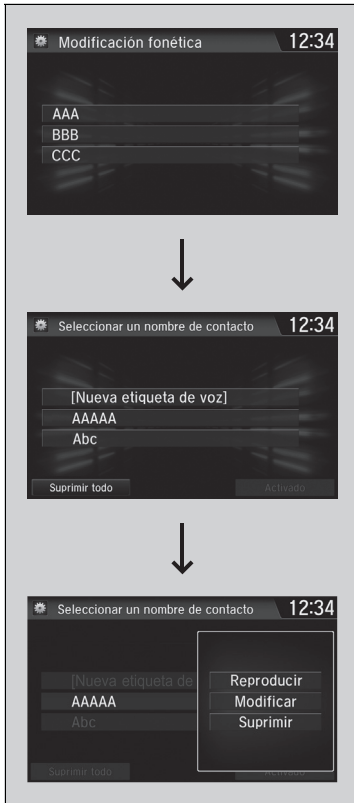 Modificación fonética 12:34
AAA
BBB
CCC
Seleccionar un nombre de contacto 12:34
[Nueva etiqueta de voz]
AAAAA
Abc
Suprimir todo Activado
Seleccionar un nombre de contacto 12:34
[Nueva etiqueta de Reproducir
AAAAA Modificar
Abc Suprimir
Suprimir todo Activado